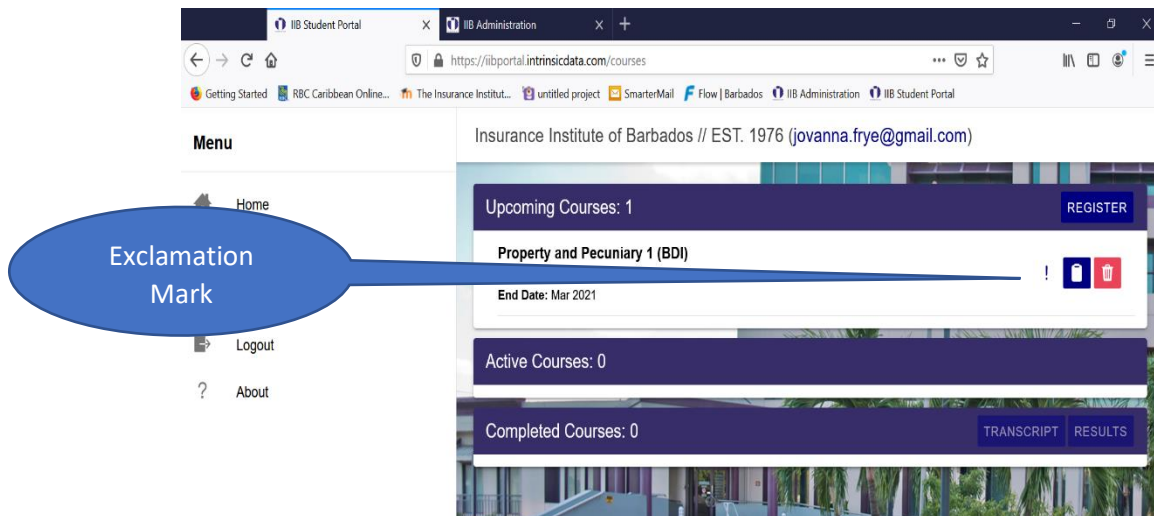 IIB Student Portal
IIB Administration
https://iibportal.intrinsicdata.com/courses
Getting Started RBC Caribbean Online... The Insurance Institut... untitled project SmarterMail Flow | Barbados IIB Administration IIB Student Portal
Menu
Insurance Institute of Barbados // EST. 1976 (jovanna.frye@gmail.com)
Home
Upcoming Courses: 1
REGISTER
Exclamation
Mark
Property and Pecuniary 1 (BDI)
!
End Date: Mar 2021
Logout
Active Courses: 0
? About
Completed Courses: 0
TRANSCRIPT RESULTS